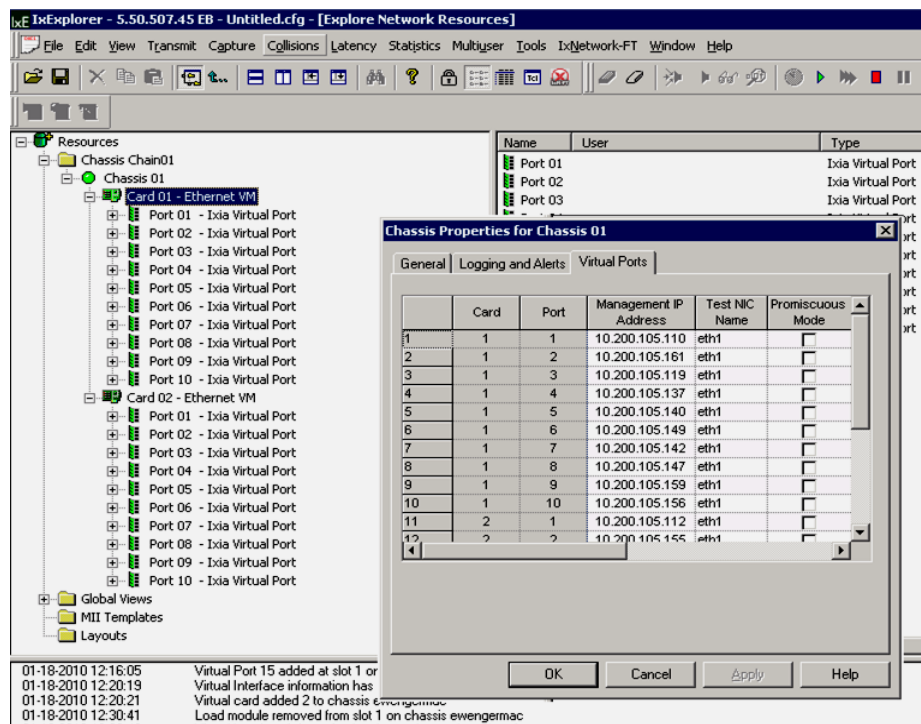 IxE IxExplorer - 5.50.507.45 EB - Untitled.cfg - [Explore Network Resources]
File Edit View Transmit Capture Collisions Latency Statistics Multiuser Tools IxNetwork-FT Window Help
Tcl
Resources
Chassis Chain01
Chassis 01
Card 01 - Ethernet VM
Port 01 - Ixia Virtual Port
Port 02 - Ixia Virtual Port
Port 03 - Ixia Virtual Port
Port 04 - Ixia Virtual Port
Port 05 - Ixia Virtual Port
Port 06 - Ixia Virtual Port
Port 07 - Ixia Virtual Port
Port 08 - Ixia Virtual Port
Port 09 - Ixia Virtual Port
Port 10 - Ixia Virtual Port
Card 02 - Ethernet VM
Port 01 - Ixia Virtual Port
Port 02 - Ixia Virtual Port
Port 03 - Ixia Virtual Port
Port 04 - Ixia Virtual Port
Port 05 - Ixia Virtual Port
Port 06 - Ixia Virtual Port
Port 07 - Ixia Virtual Port
Port 08 - Ixia Virtual Port
Port 09 - Ixia Virtual Port
Port 10 - Ixia Virtual Port
Global Views
MII Templates
Layouts
Name User Type
Port 01 Ixia Virtual Port
Port 02 Ixia Virtual Port
Port 03 Ixia Virtual Port
Chassis Properties for Chassis 01
General Logging and Alerts Virtual Ports
Card Port Management IP Address Test NIC Name Promiscuous Mode
1 1 1 10.200.105.110 eth1
2 1 2 10.200.105.161 eth1
3 1 3 10.200.105.119 eth1
4 1 4 10.200.105.137 eth1
5 1 5 10.200.105.140 eth1
6 1 6 10.200.105.149 eth1
7 1 7 10.200.105.142 eth1
8 1 8 10.200.105.147 eth1
9 1 9 10.200.105.159 eth1
10 1 10 10.200.105.156 eth1
11 2 1 10.200.105.112 eth1
12 2 2 10.200.105.155 eth1
OK Cancel Apply Help
01-18-2010 12:16:05 Virtual Port 15 added at slot 1 or
01-18-2010 12:20:19 Virtual Interface information has
01-18-2010 12:20:21 Virtual card added 2 to chassis ewengermac
01-18-2010 12:30:41 Load module removed from slot 1 on chassis ewengermac